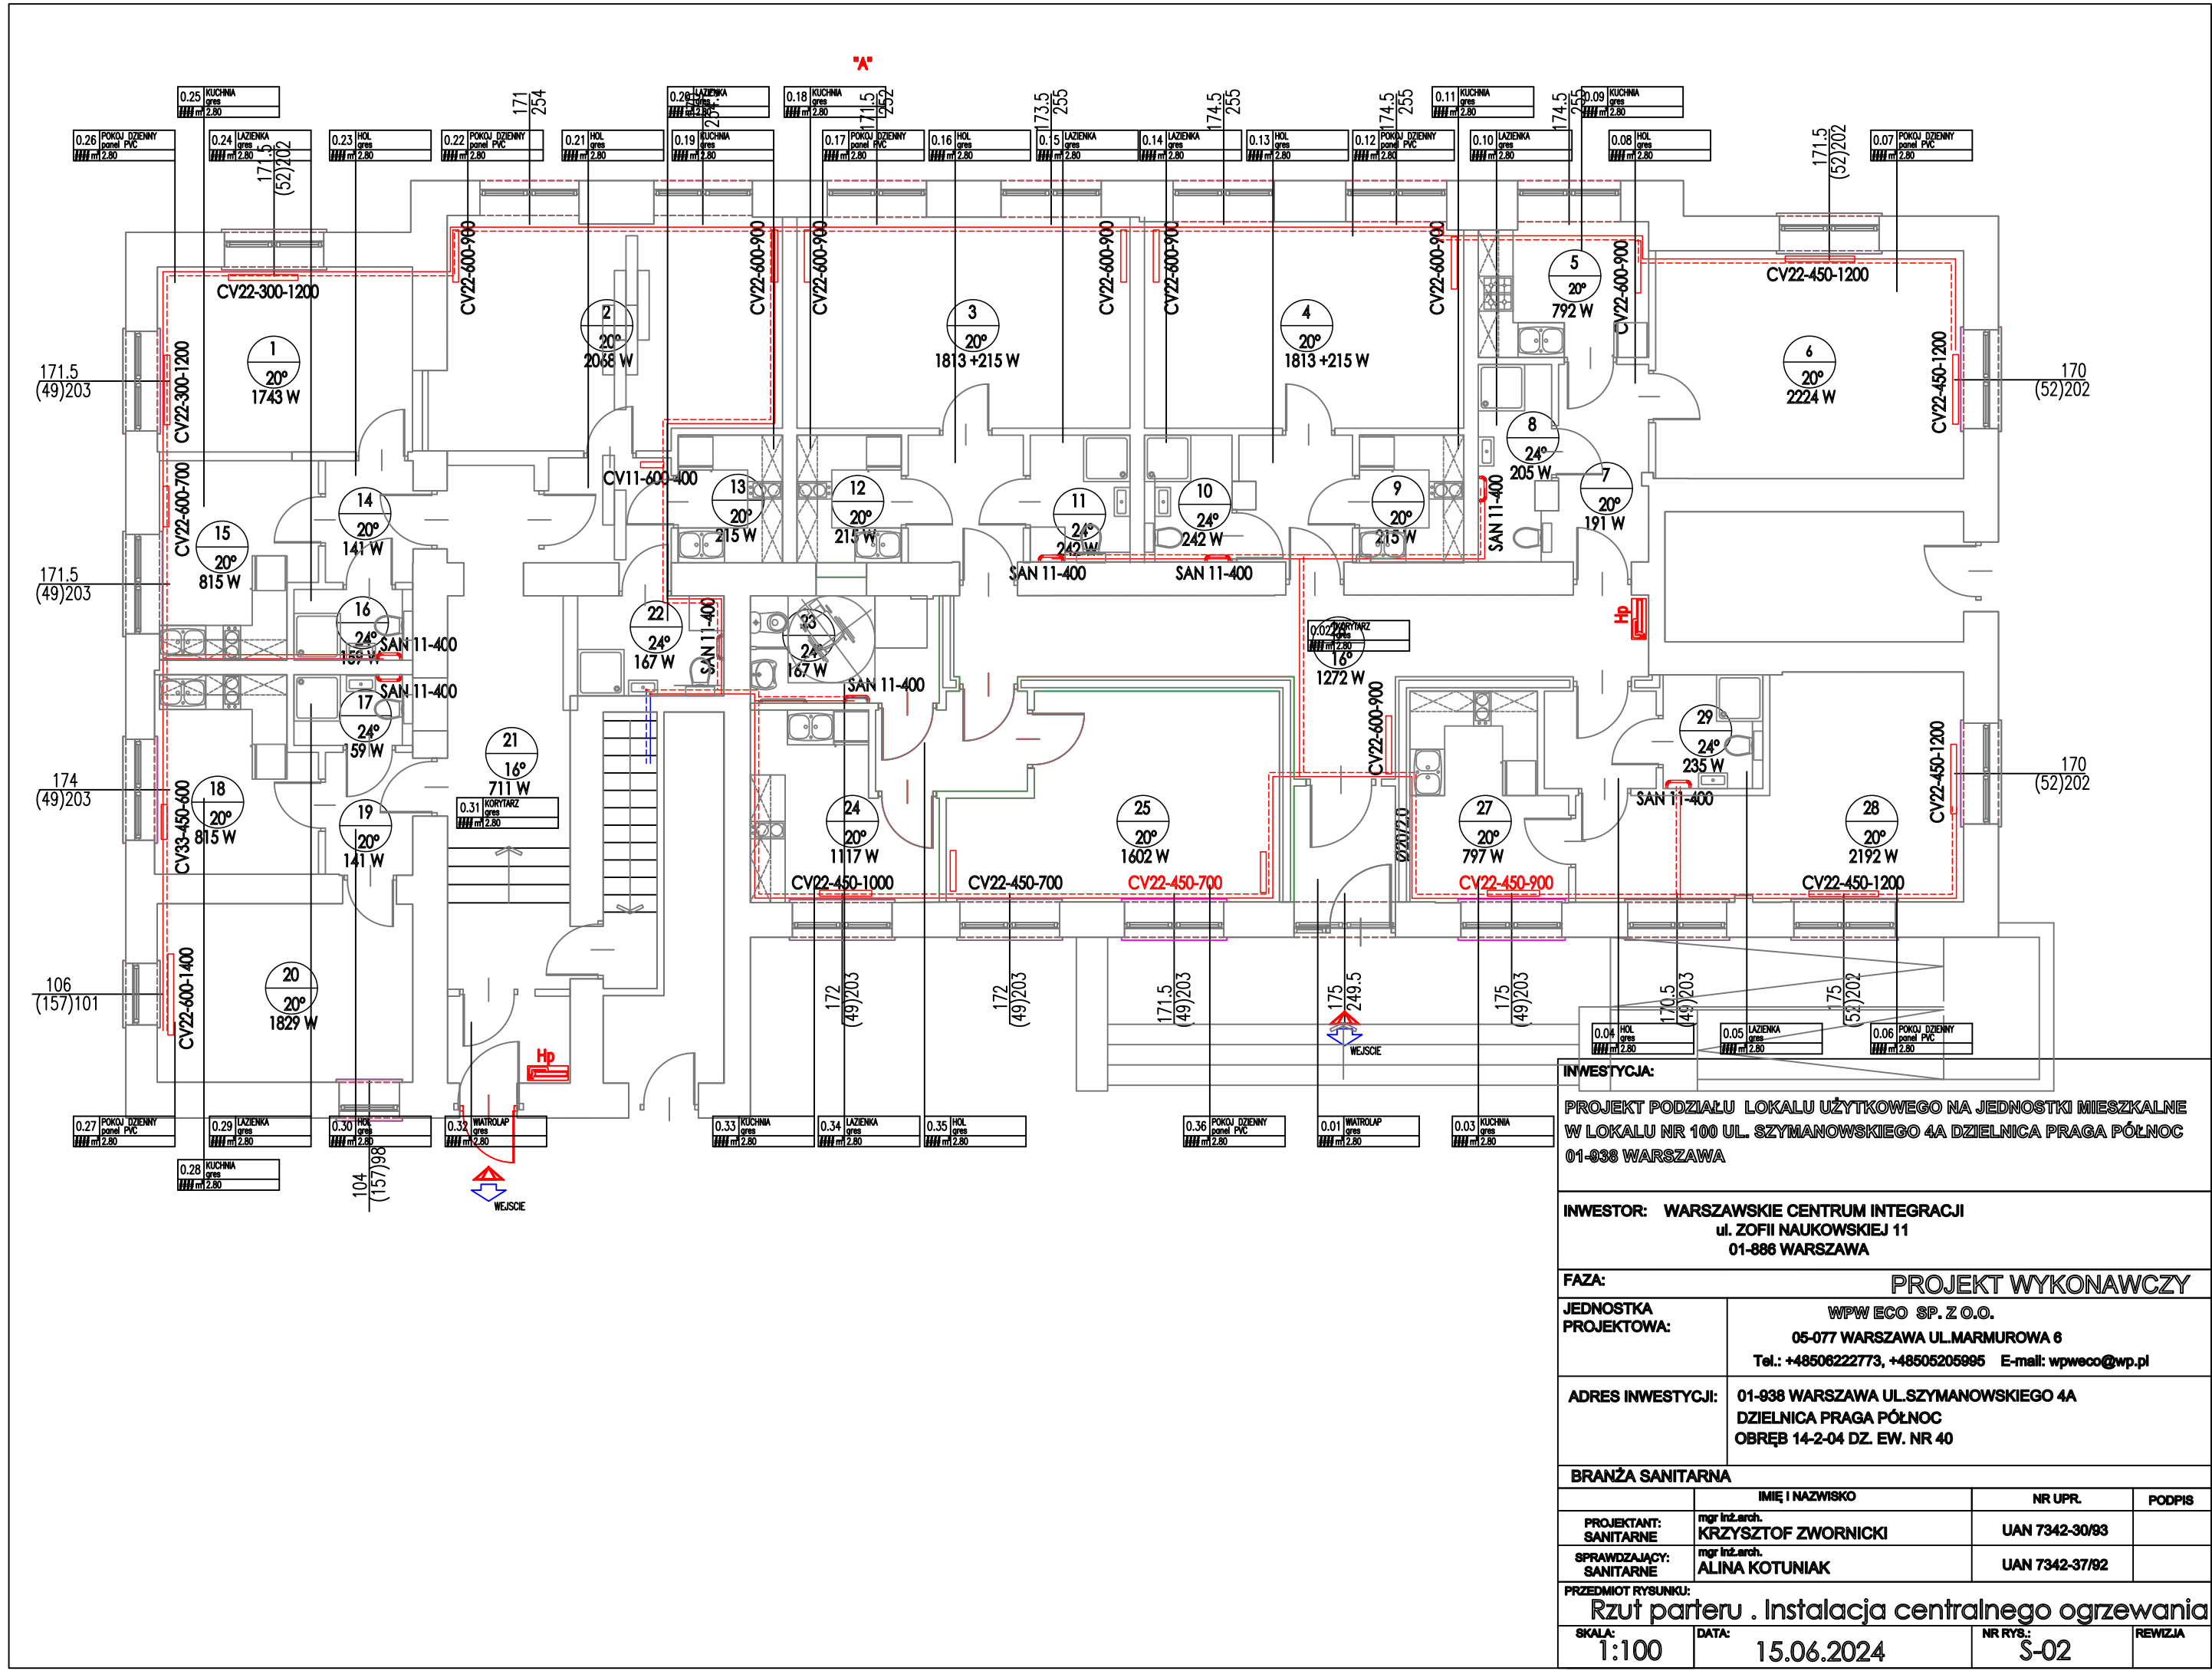 "A"
0.25 KUCHNIA
gres
2.80
171
254
0.20 LAZIENKA
gres
2.80
0.18 KUCHNIA
gres
2.80
171.5
252
173.5
255
174.5
255
174.5
255
0.11 KUCHNIA
gres
2.80
174.5
0.09 KUCHNIA
gres
2.80
0.26 POKOJ DZIENNY
panel PVC
m² 2.80
0.24 LAZIENKA
gres
m² 2.80
171.5
(52)202
0.23 HOL
gres
m² 2.80
0.22 POKOJ DZIENNY
panel PVC
m² 2.80
0.21 HOL
gres
m² 2.80
0.19 KUCHNIA
gres
m² 2.80
0.17 POKOJ DZIENNY
panel PVC
m² 2.80
0.16 HOL
gres
m² 2.80
0.15 LAZIENKA
gres
m² 2.80
0.14 LAZIENKA
gres
m² 2.80
0.13 HOL
gres
m² 2.80
0.12 POKOJ DZIENNY
panel PVC
m² 2.80
0.10 LAZIENKA
gres
m² 2.80
0.08 HOL
gres
m² 2.80
171.5
(52)202
0.07 POKOJ DZIENNY
panel PVC
m² 2.80
CV22-300-1200
CV22-600-900
CV22-600-900
CV22-600-900
CV22-600-900
CV22-600-900
CV22-600-900
CV22-600-900
CV22-450-1200
1
20°
1743 W
2
20°
2068 W
3
20°
1813 +215 W
4
20°
1813 +215 W
5
20°
792 W
6
20°
2224 W
171.5
(49)203
CV22-300-1200
CV22-450-1200
170
(52)202
CV22-600-700
CV11-600-400
13
20°
215 W
12
20°
215 W
11
24°
242 W
10
24°
242 W
9
20°
215 W
8
24°
205 W
7
20°
191 W
SAN 11-400
14
20°
141 W
15
20°
815 W
171.5
(49)203
SAN 11-400
SAN 11-400
16
24°
159 W
SAN 11-400
22
24°
167 W
SAN 11-400
23
24°
167 W
SAN 11-400
0.02 KORYTARZ
gres
2.80
16°
1272 W
Hp
17
24°
159 W
SAN 11-400
21
16°
711 W
0.31 KORYTARZ
gres
m² 2.80
CV22-600-900
29
24°
235 W
SAN 11-400
CV22-450-1200
170
(52)202
174
(49)203
CV33-450-600
18
20°
815 W
19
20°
141 W
24
20°
1117 W
25
20°
1602 W
Ø20/2.0
27
20°
797 W
28
20°
2192 W
CV22-450-1000
CV22-450-700
CV22-450-700
CV22-450-900
CV22-450-1200
106
(157)101
CV22-600-1400
20
20°
1829 W
172
(49)203
172
(49)203
171.5
(49)203
175
249.5
WEJSCIE
175
(49)203
170.5
(49)203
175
(52)202
Hp
0.04 HOL
gres
m² 2.80
0.05 LAZIENKA
gres
m² 2.80
0.06 POKOJ DZIENNY
panel PVC
m² 2.80
0.27 POKOJ DZIENNY
panel PVC
m² 2.80
0.29 LAZIENKA
gres
m² 2.80
0.30 HOL
gres
m² 2.80
0.32 WIATROLAP
gres
m² 2.80
0.33 KUCHNIA
gres
m² 2.80
0.34 LAZIENKA
gres
m² 2.80
0.35 HOL
gres
m² 2.80
0.36 POKOJ DZIENNY
panel PVC
m² 2.80
0.01 WIATROLAP
gres
m² 2.80
0.03 KUCHNIA
gres
m² 2.80
0.28 KUCHNIA
gres
m² 2.80
104
(157)98
WEJSCIE
INWESTYCJA:
PROJEKT PODZIAŁU LOKALU UŻYTKOWEGO NA JEDNOSTKI MIESZKALNE
W LOKALU NR 100 UL. SZYMANOWSKIEGO 4A DZIELNICA PRAGA PÓŁNOC
01-938 WARSZAWA
INWESTOR: WARSZAWSKIE CENTRUM INTEGRACJI
ul. ZOFII NAUKOWSKIEJ 11
01-886 WARSZAWA
FAZA: PROJEKT WYKONAWCZY
JEDNOSTKA
PROJEKTOWA:
WPW ECO SP. Z O.O.
05-077 WARSZAWA UL.MARMUROWA 6
Tel.: +48506222773, +48505205995 E-mail: wpweco@wp.pl
ADRES INWESTYCJI: 01-938 WARSZAWA UL.SZYMANOWSKIEGO 4A
DZIELNICA PRAGA PÓŁNOC
OBRĘB 14-2-04 DZ. EW. NR 40
BRANŻA SANITARNA
IMIĘ I NAZWISKO NR UPR. PODPIS
PROJEKTANT:
SANITARNE
mgr inż.arch.
KRZYSZTOF ZWORNICKI UAN 7342-30/93
SPRAWDZAJĄCY:
SANITARNE
mgr inż.arch.
ALINA KOTUNIAK UAN 7342-37/92
PRZEDMIOT RYSUNKU:
Rzut parteru . Instalacja centralnego ogrzewania
SKALA: 1:100
DATA: 15.06.2024
NR RYS.: S-02
REWIZJA